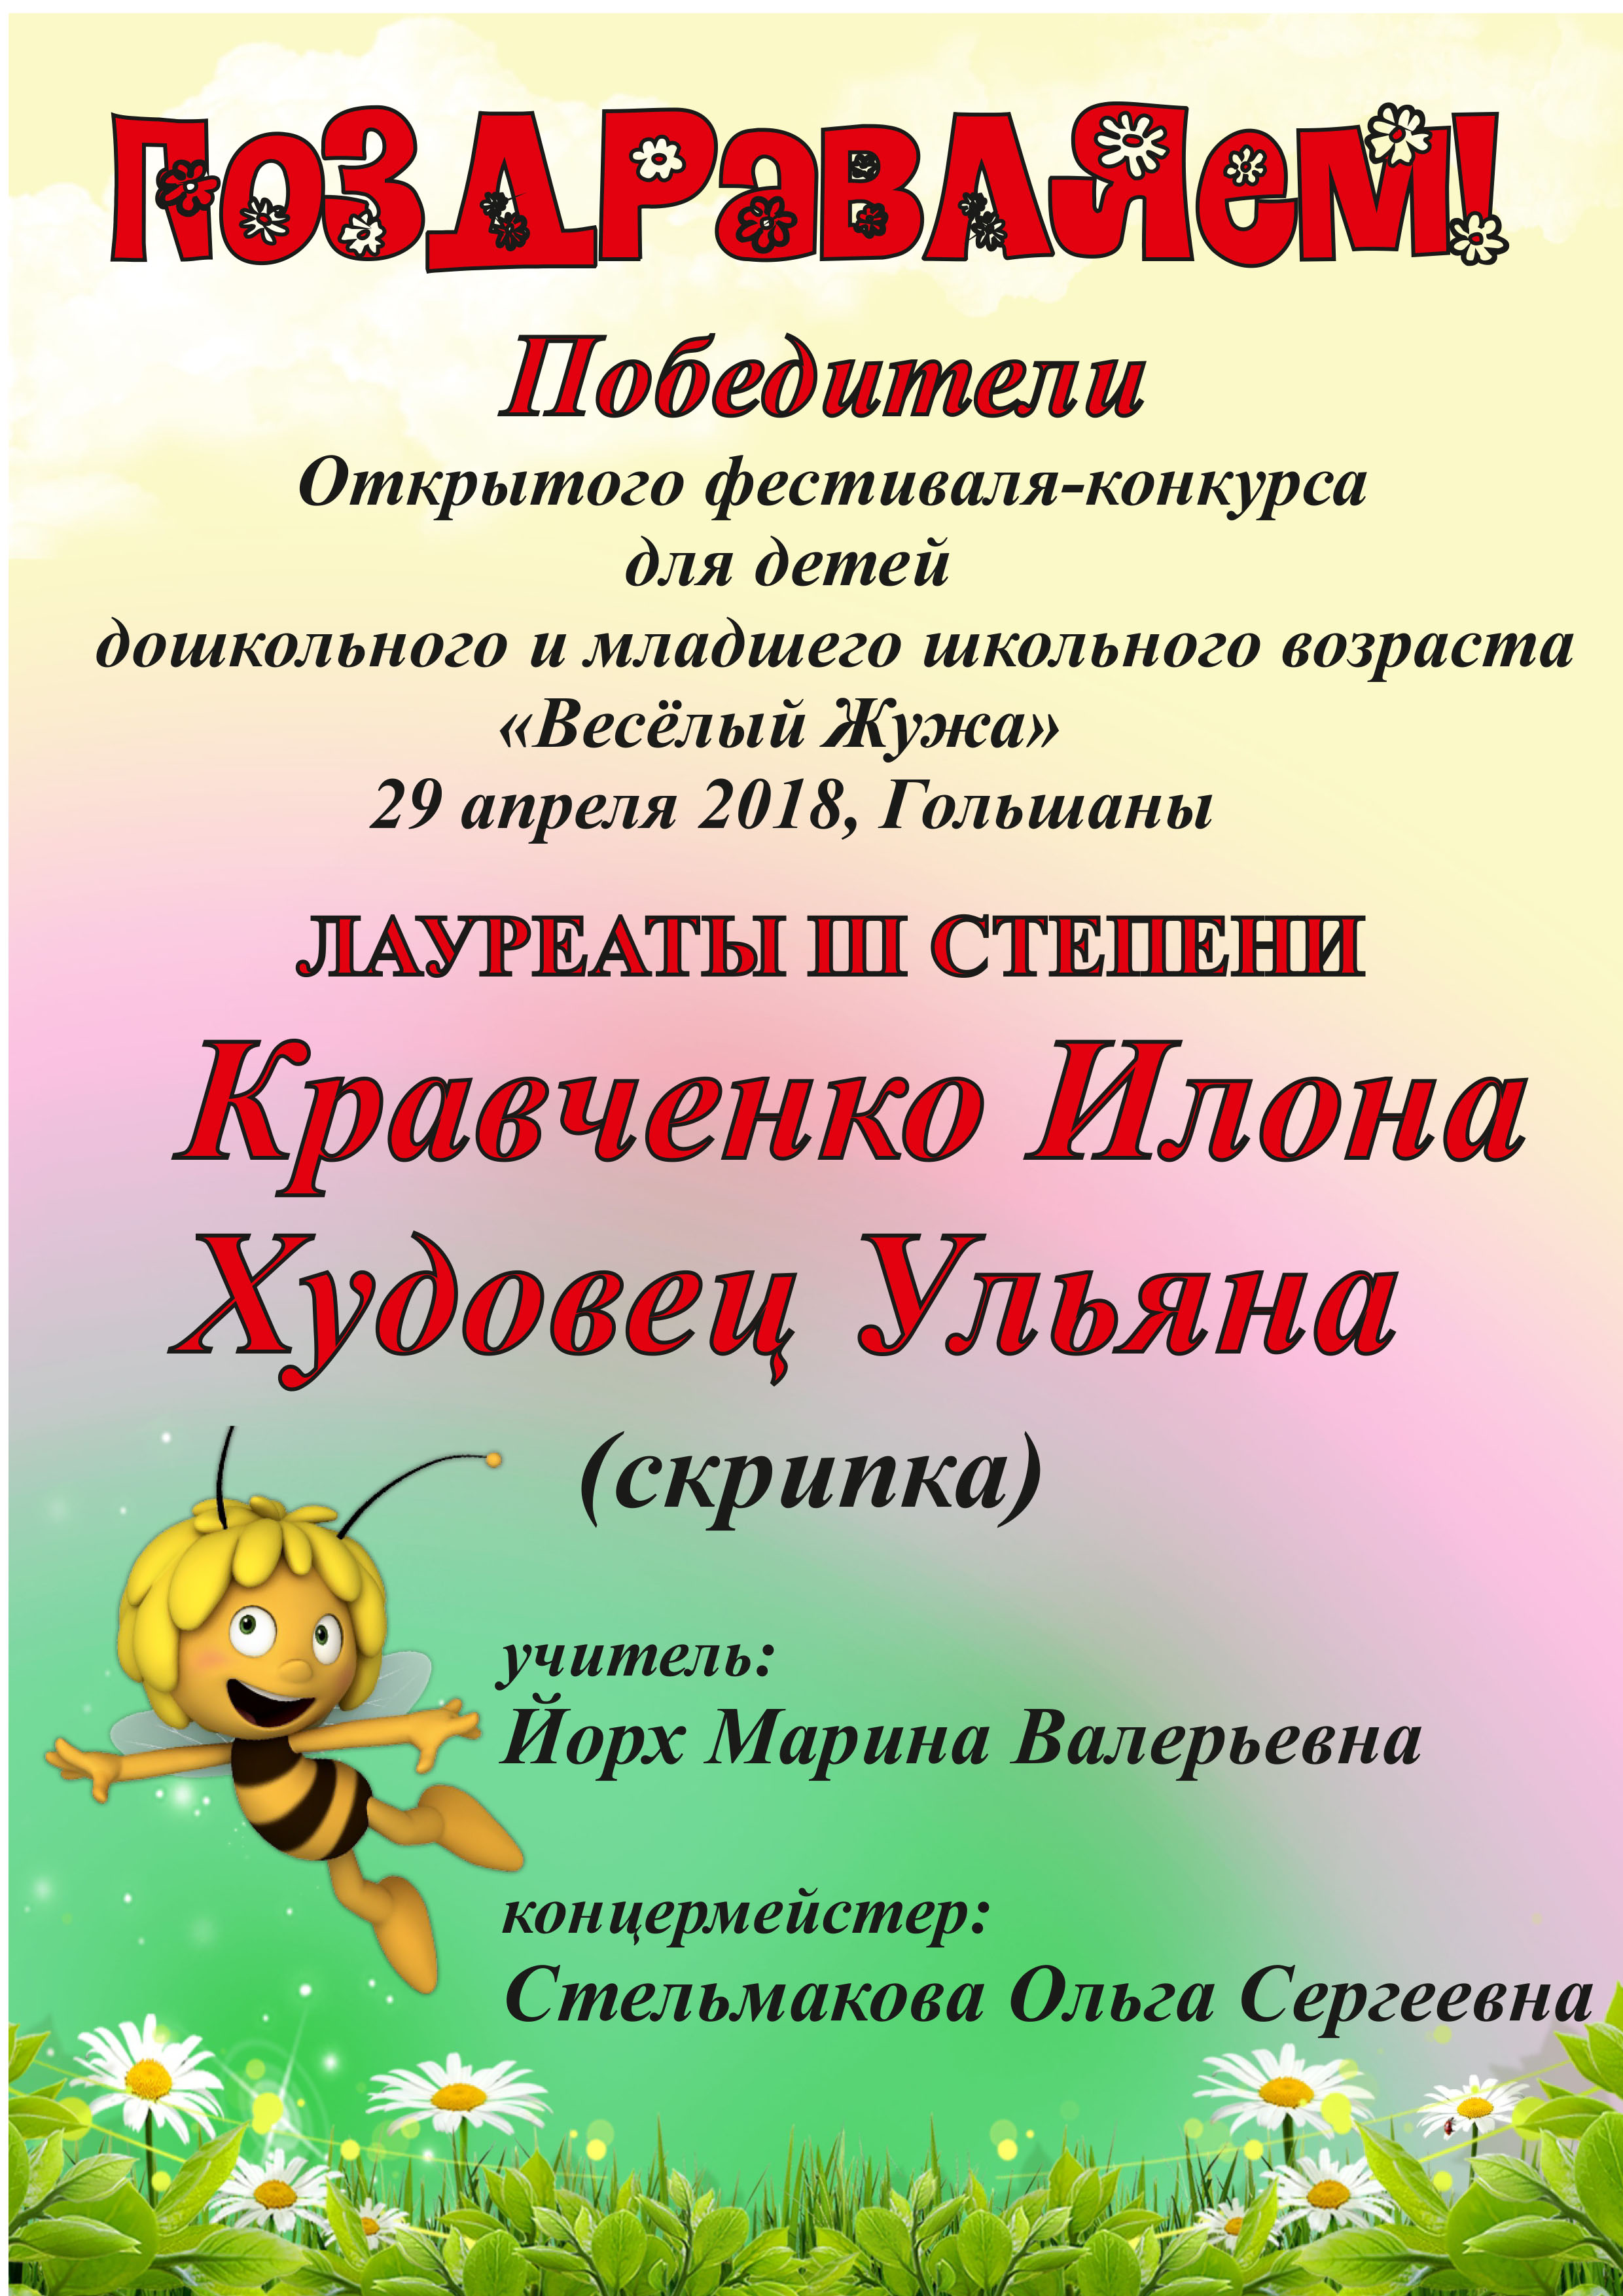 ПОЗДРАВЛЯЕМ!
Победители
Открытого фестиваля-конкурса
для детей
дошкольного и младшего школьного возраста
«Весёлый Жужа»
29 апреля 2018, Гольшаны
ЛАУРЕАТЫ III СТЕПЕНИ
Кравченко Илона
Худовец Ульяна
(скрипка)
учитель:
Йорх Марина Валерьевна
концермейстер:
Стельмакова Ольга Сергеевна